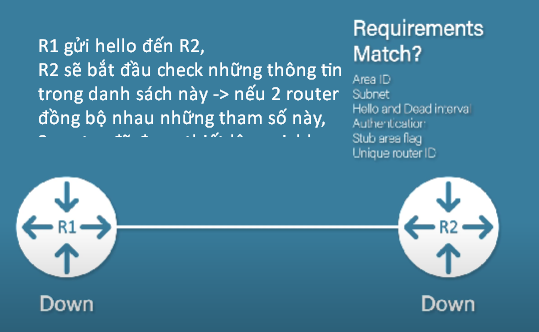 R1 gửi hello đến R2,
R2 sẽ bắt đầu check những thông tin
trong danh sách này -> nếu 2 router
đồng bộ nhau những tham số này,
Requirements
Match?
Area ID
Subnet
Hello and Dead interval
Authentication
Stub area flag
Unique router ID
R1
R2
Down
Down